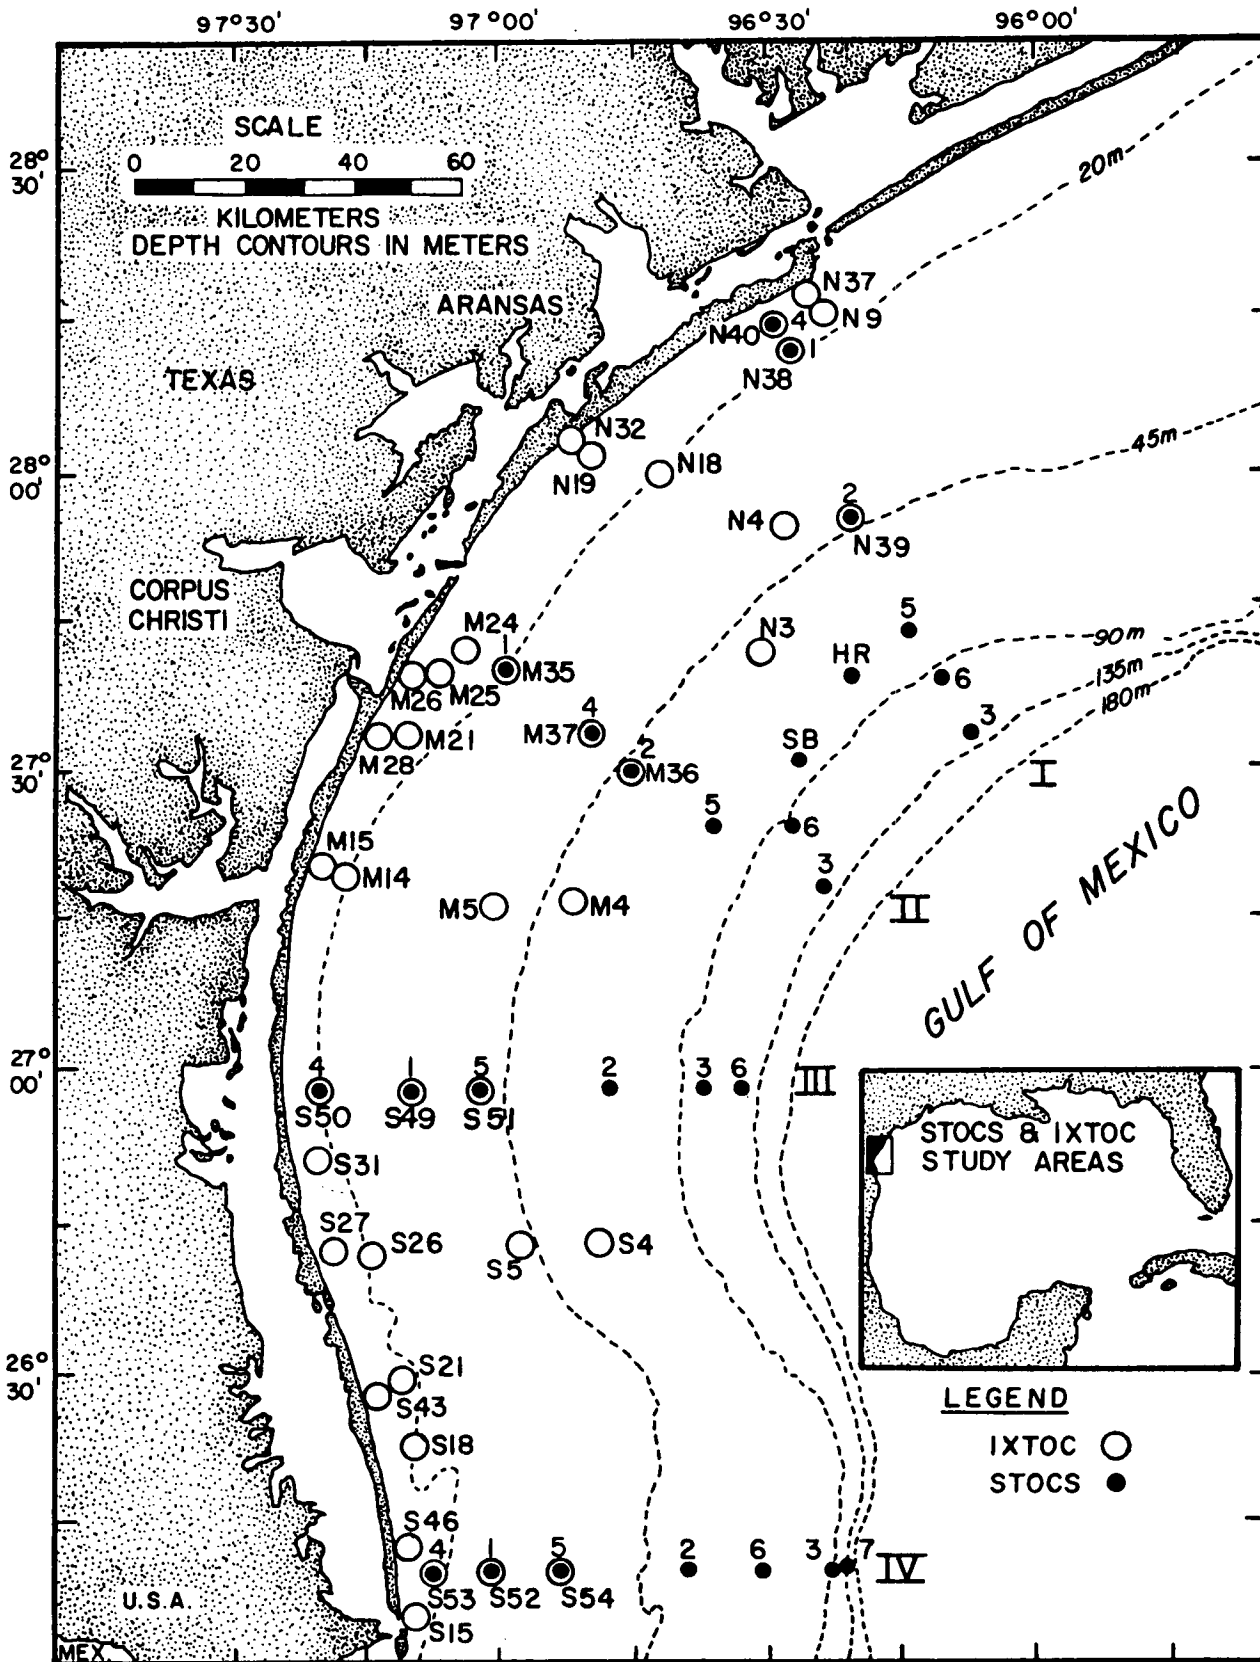 97°30'
97°00'
96°30'
96°00'
SCALE
0 20 40 60
KILOMETERS
DEPTH CONTOURS IN METERS
28°
30'
20m
ARANSAS
N37
N9
N40
4
1
N38
TEXAS
N32
N19
N18
45m
28°
00'
N4
2
N39
CORPUS
CHRISTI
M24
1
M35
M26
M25
N3
5
HR
6
90m
135m
180m
3
4
M37
M21
M28
2
M36
SB
27°
30'
I
5
6
3
II
M15
M14
M5
M4
GULF OF MEXICO
27°
00'
4
1
5
2
3
6
III
S50
S49
S51
S31
STOCS & IXTOC
STUDY AREAS
S27
S26
S5
S4
26°
30'
S21
S43
S18
LEGEND
IXTOC
STOCS
S46
4
1
5
2
6
3
7
IV
S53
S52
S54
S15
U.S.A.
MEX.